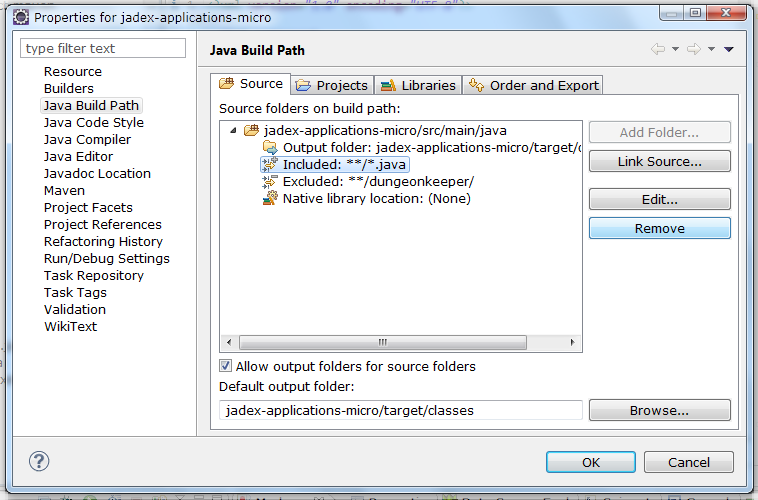 Properties for jadex-applications-micro
type filter text
Resource
Builders
Java Build Path
Java Code Style
Java Compiler
Java Editor
Javadoc Location
Maven
Project Facets
Project References
Refactoring History
Run/Debug Settings
Task Repository
Task Tags
Validation
WikiText
Java Build Path
Source
Projects
Libraries
Order and Export
Source folders on build path:
jadex-applications-micro/src/main/java
Output folder: jadex-applications-micro/target/
Included: **/*.java
Excluded: **/dungeonkeeper/
Native library location: (None)
Add Folder...
Link Source...
Edit...
Remove
Allow output folders for source folders
Default output folder:
jadex-applications-micro/target/classes
Browse...
OK
Cancel